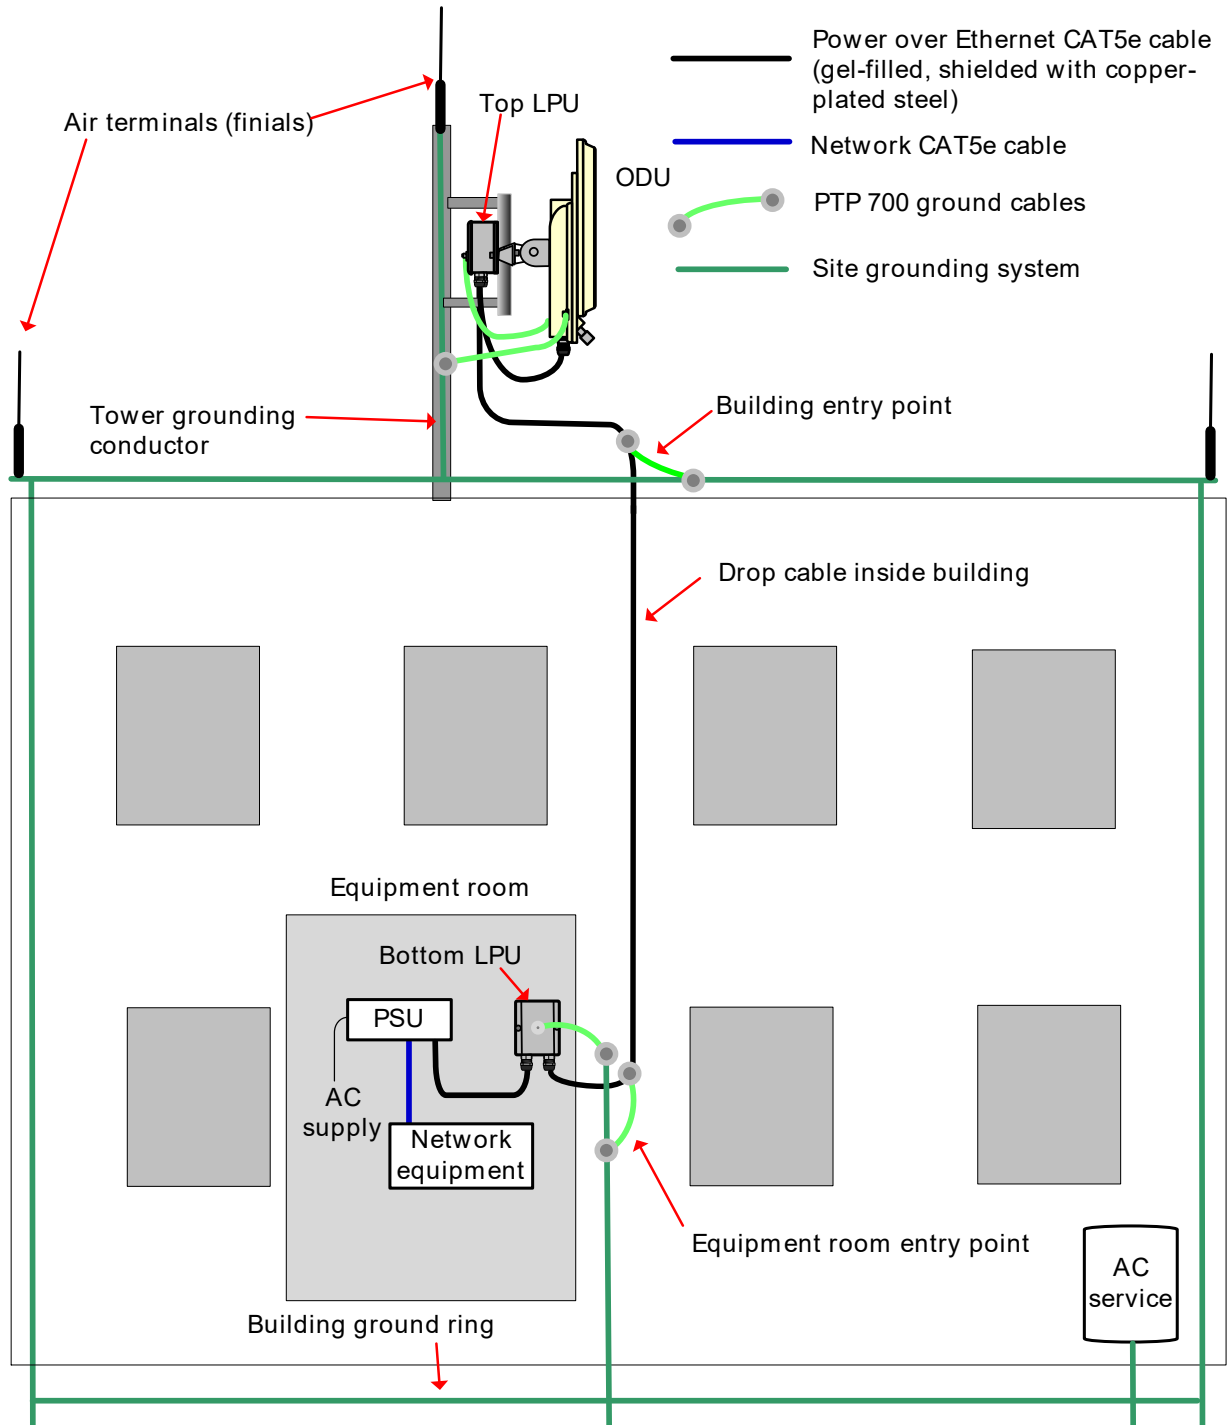 Power over Ethernet CAT5e cable
(gel-filled, shielded with copper-
plated steel)
Top LPU
Air terminals (finials)
Network CAT5e cable
ODU
PTP 700 ground cables
Site grounding system
Tower grounding
conductor
Building entry point
Drop cable inside building
Equipment room
Bottom LPU
PSU
AC
supply
Network
equipment
Equipment room entry point
AC
service
Building ground ring